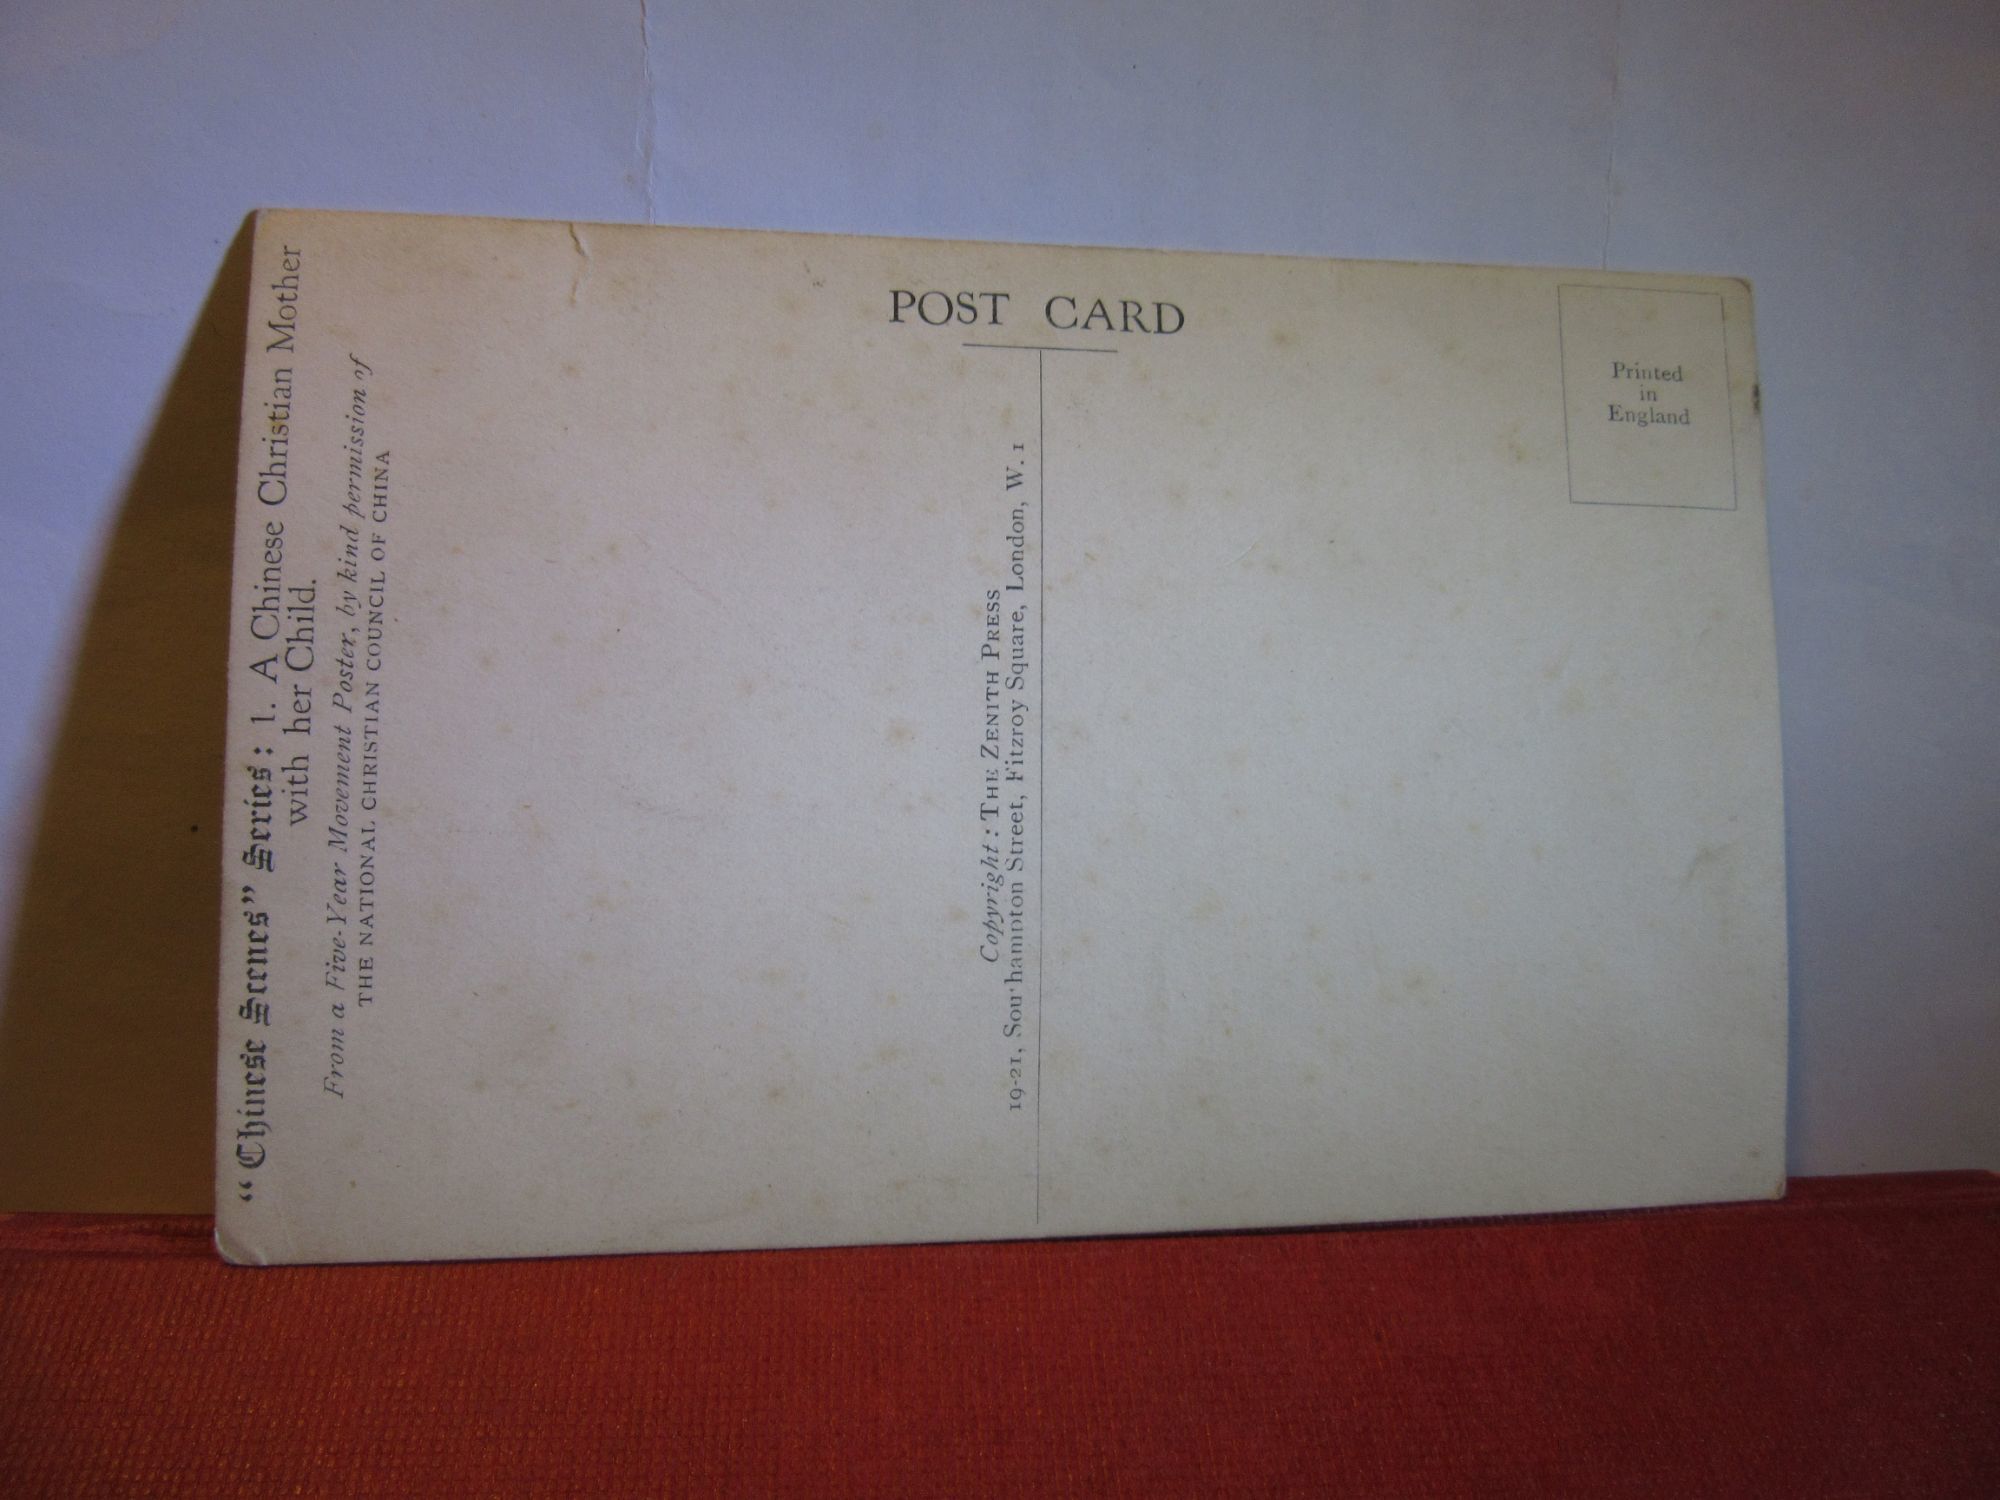 "Chinese Scenes" Series : 1. A Chinese Christian Mother
with her Child.
From a Five-Year Movement Poster, by kind permission of
THE NATIONAL CHRISTIAN COUNCIL OF CHINA
POST CARD
Copyright : THE ZENITH PRESS
19-21, Sou'hampton Street, Fitzroy Square, London, W. 1
Printed
in
England